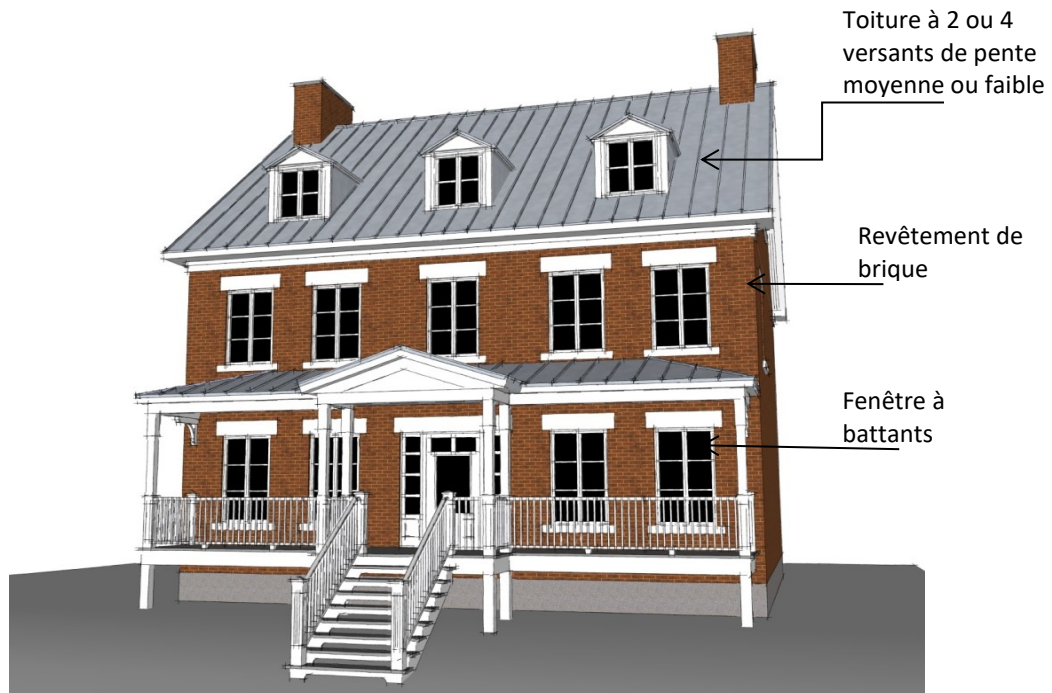 Toiture à 2 ou 4
versants de pente
moyenne ou faible
Revêtement de
brique
Fenêtre à
battants